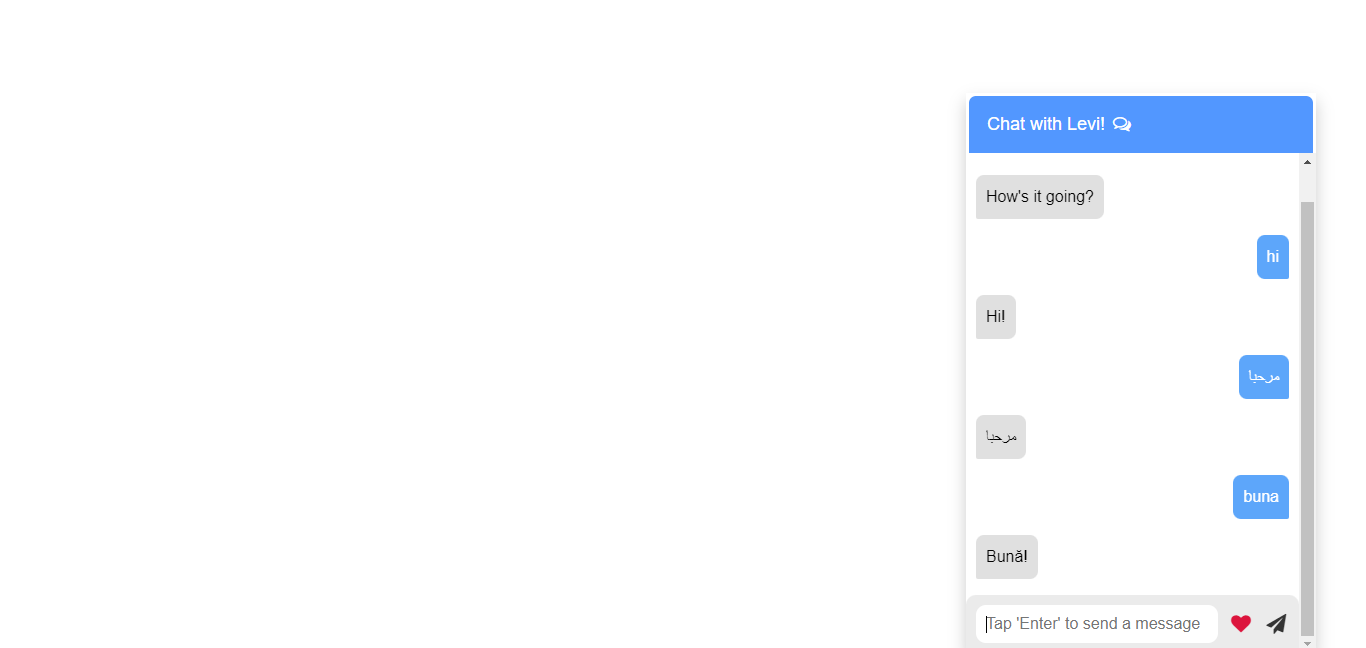 Chat with Levi!
How's it going?
hi
Hi!
مرحبا
مرحبا
buna
Bună!
Tap 'Enter' to send a message